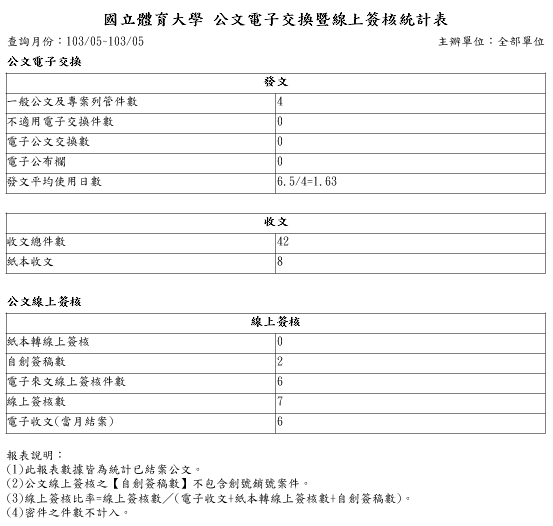 國立體育大學 公文電子交換暨線上簽核統計表
查詢月份：103/05-103/05 主辦單位：全部單位
公文電子交換
發文
一般公文及專案列管件數 4
不適用電子交換件數 0
電子公文交換數 0
電子公布欄 0
發文平均使用日數 6.5/4=1.63
收文
收文總件數 42
紙本收文 8
公文線上簽核
線上簽核
紙本轉線上簽核 0
自創簽稿數 2
電子來文線上簽核件數 6
線上簽核數 7
電子收文(當月結案) 6
報表說明：
(1)此報表數據皆為統計已結案公文。
(2)公文線上簽核之【自創簽稿數】不包含創號銷號案件。
(3)線上簽核比率=線上簽核數／(電子收文+紙本轉線上簽核數+自創簽稿數)。
(4)密件之件數不計入。